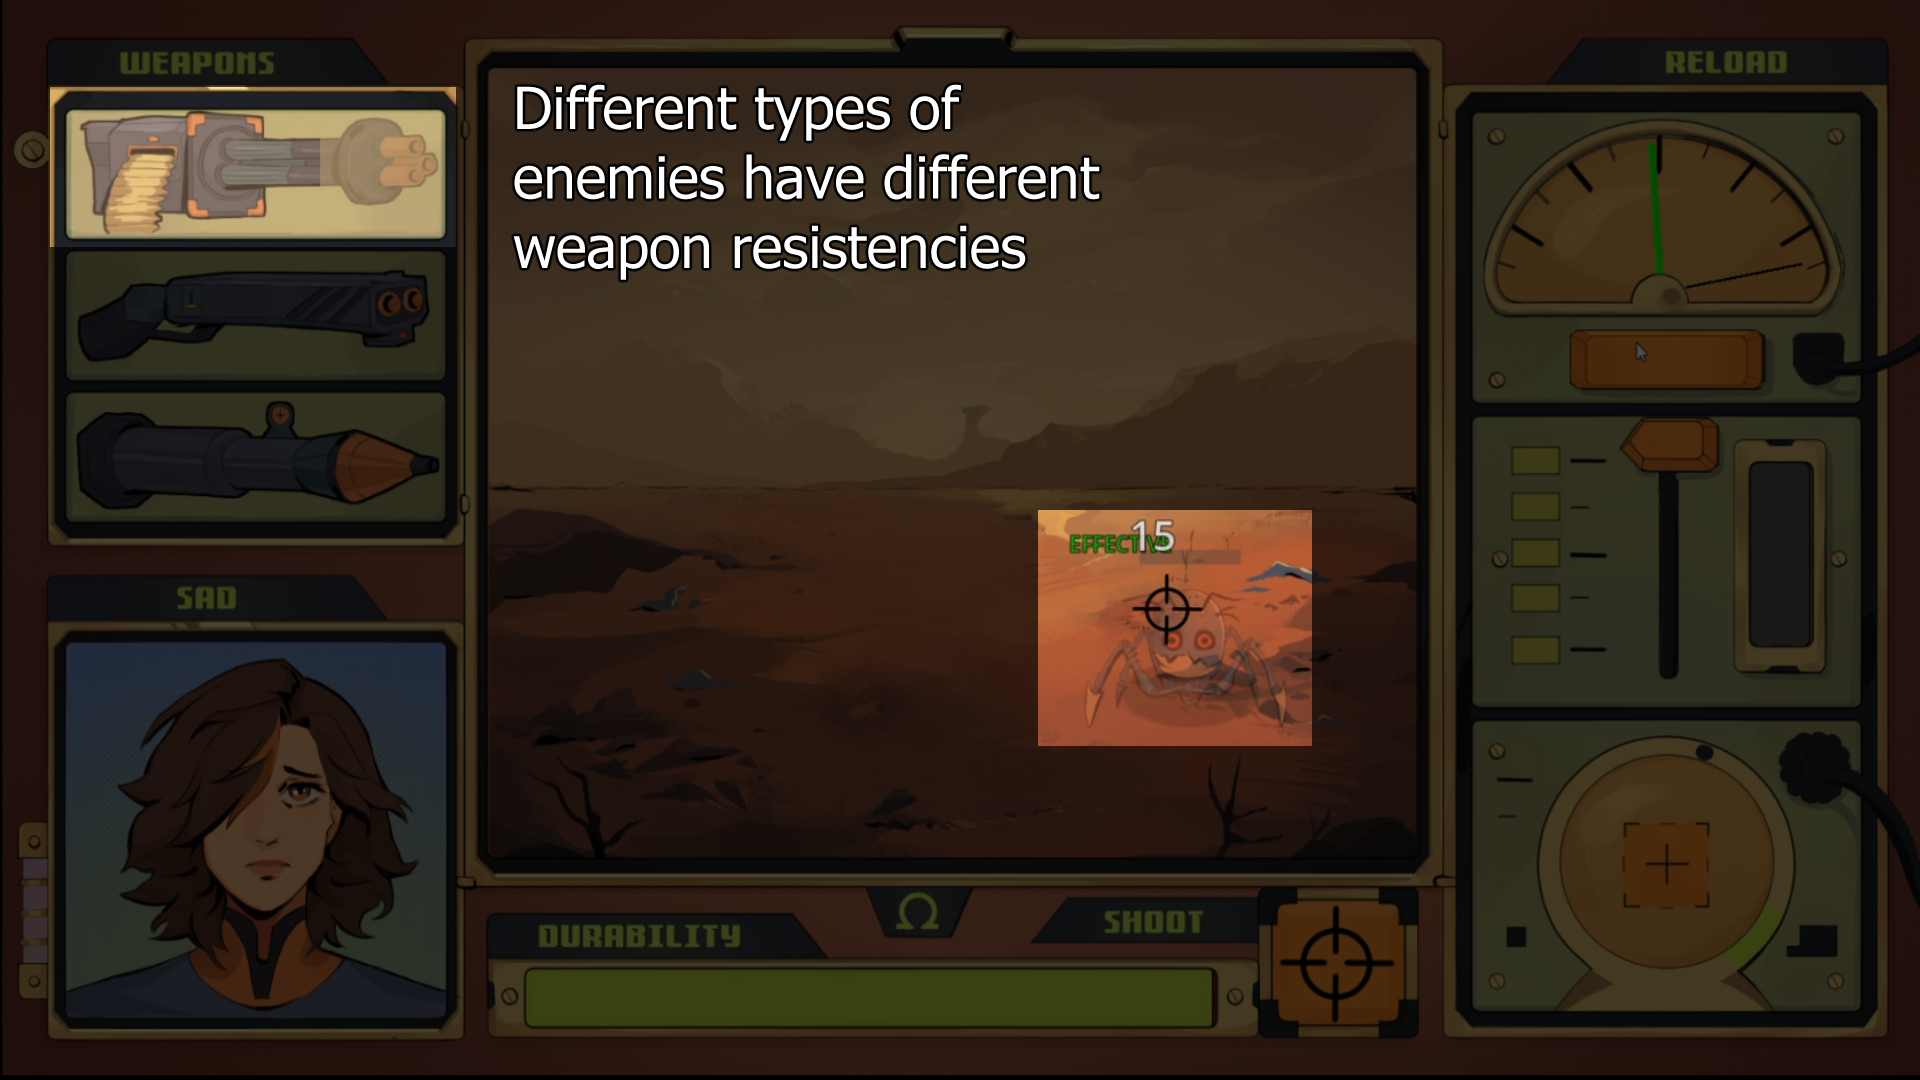 WEAPONS
RELOAD
Different types of
enemies have different
weapon resistencies
15
EFFECTIVE
SAD
Ω
DURABILITY
SHOOT